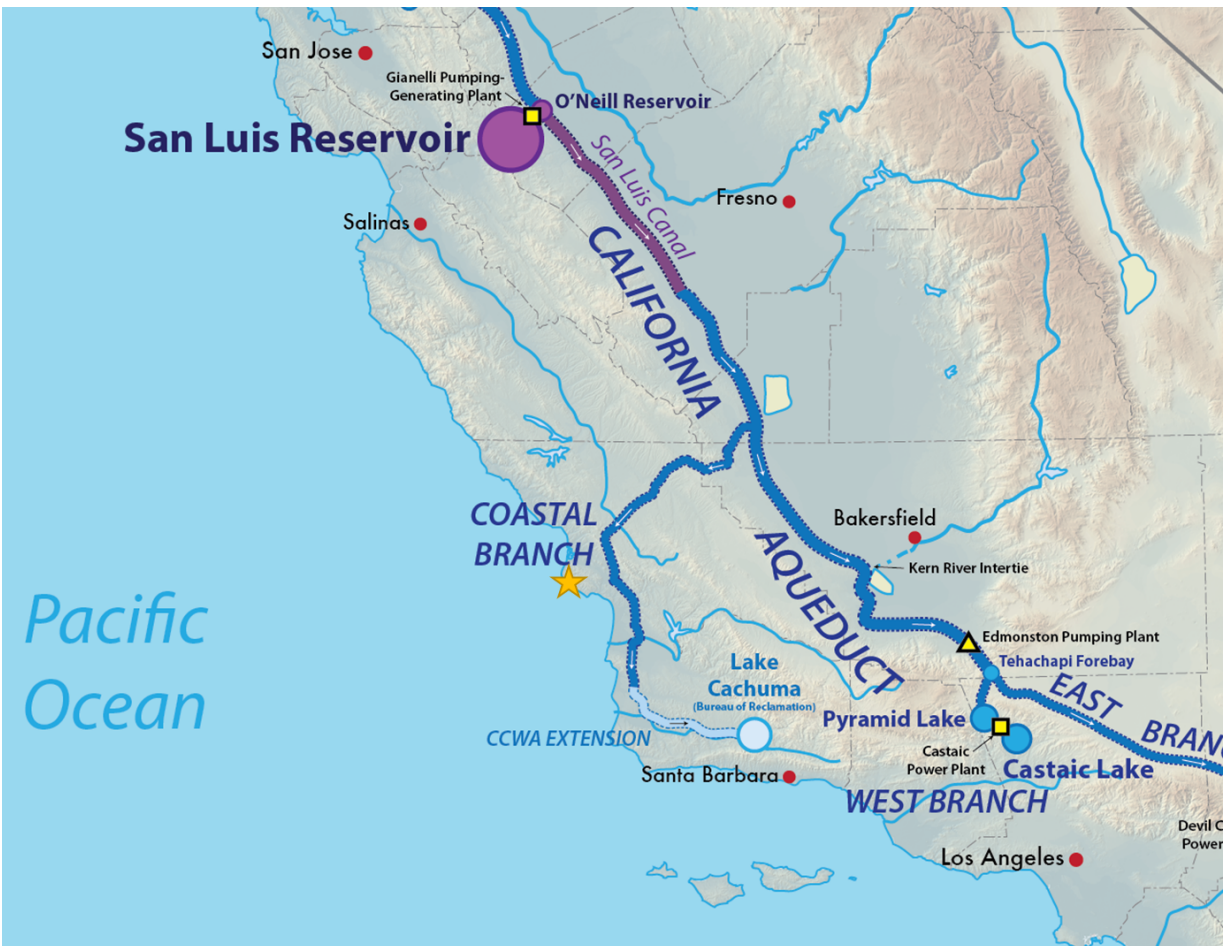 San Jose
Gianelli Pumping-
Generating Plant
O'Neill Reservoir
San Luis Reservoir
San Luis Canal
Fresno
Salinas
CALIFORNIA
COASTAL
BRANCH
Bakersfield
Kern River Intertie
AQUEDUCT
Pacific
Ocean
Edmonston Pumping Plant
Tehachapi Forebay
Lake
Cachuma
(Bureau of Reclamation)
EAST
Pyramid Lake
CCWA EXTENSION
Castaic
Power Plant
Castaic Lake
Santa Barbara
WEST BRANCH
Devil
Power
Los Angeles